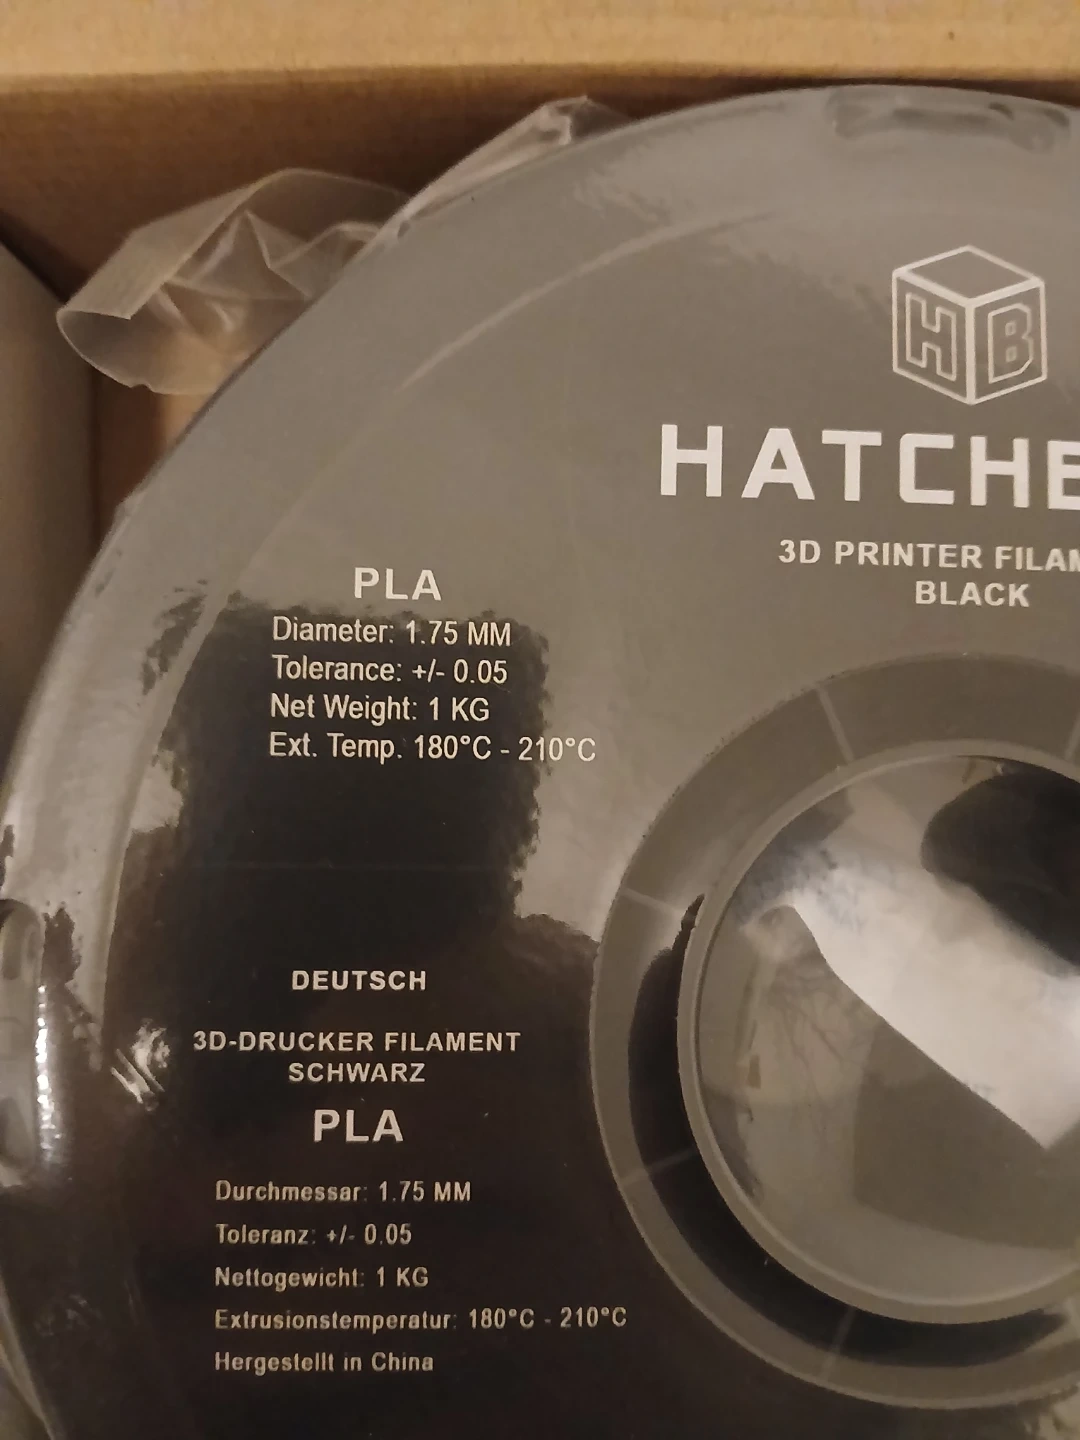 HB
HATCHE
3D PRINTER FILAM
BLACK
PLA
Diameter: 1.75 MM
Tolerance: +/- 0.05
Net Weight: 1 KG
Ext. Temp. 180°C - 210°C
DEUTSCH
3D-DRUCKER FILAMENT
SCHWARZ
PLA
Durchmessar: 1.75 MM
Toleranz: +/- 0.05
Nettogewicht: 1 KG
Extrusionstemperatur: 180°C - 210°C
Hergestellt in China